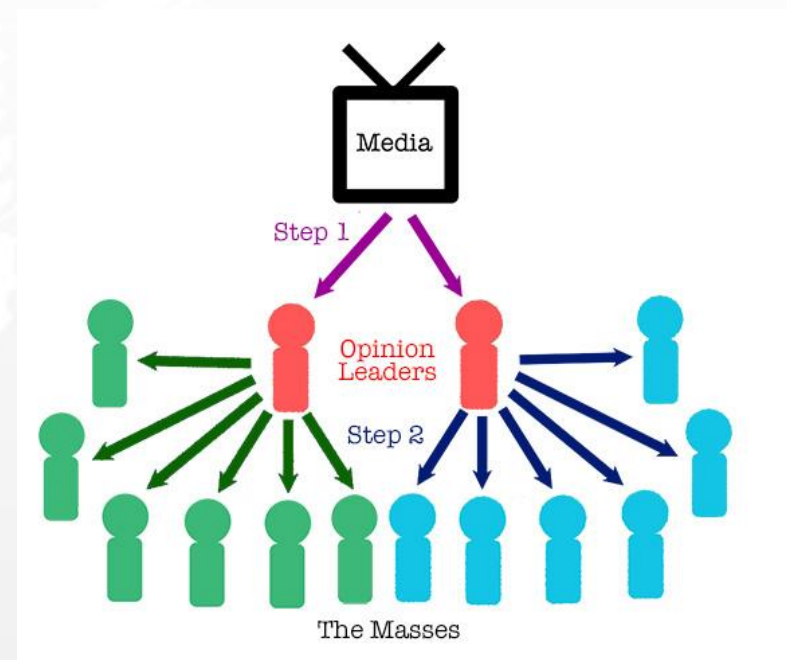 Media
Step 1
Opinion
Leaders
Step 2
The Masses